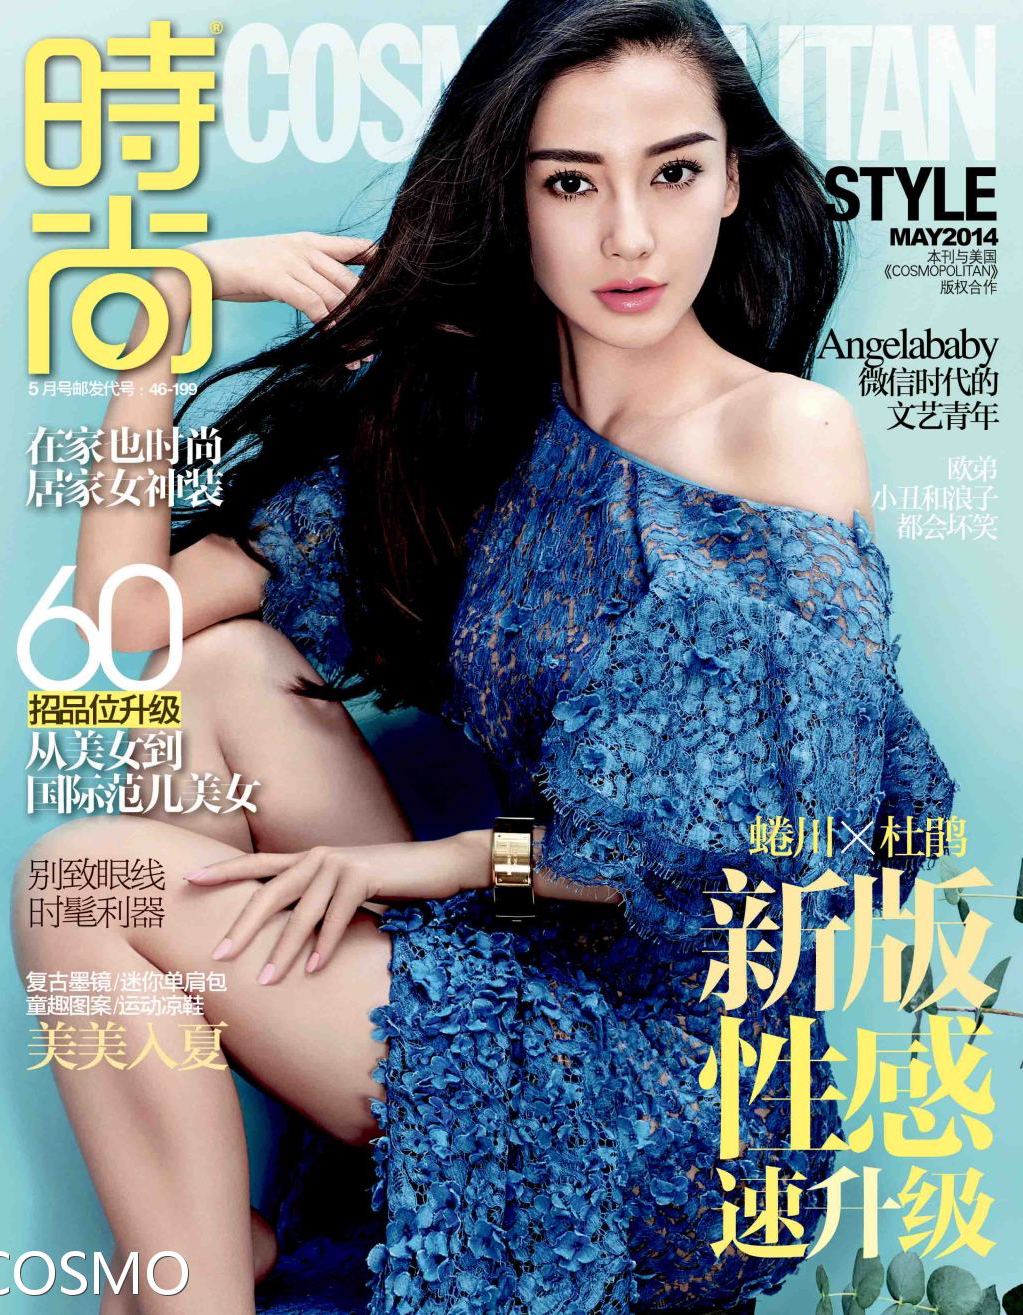 時尚®
COSMOPOLITAN
STYLE
MAY2014
本刊与美国
《COSMOPOLITAN》
版权合作
5月号邮发代号：46-199
Angelababy
微信时代的
文艺青年
在家也时尚
居家女神装
欧弟
小丑和浪子
都会坏笑
60
招品位升级
从美女到
国际范儿美女
蜷川×杜鹃
新版
性感
速升级
别致眼线
时髦利器
复古墨镜/迷你单肩包
童趣图案/运动凉鞋
美美入夏
COSMO